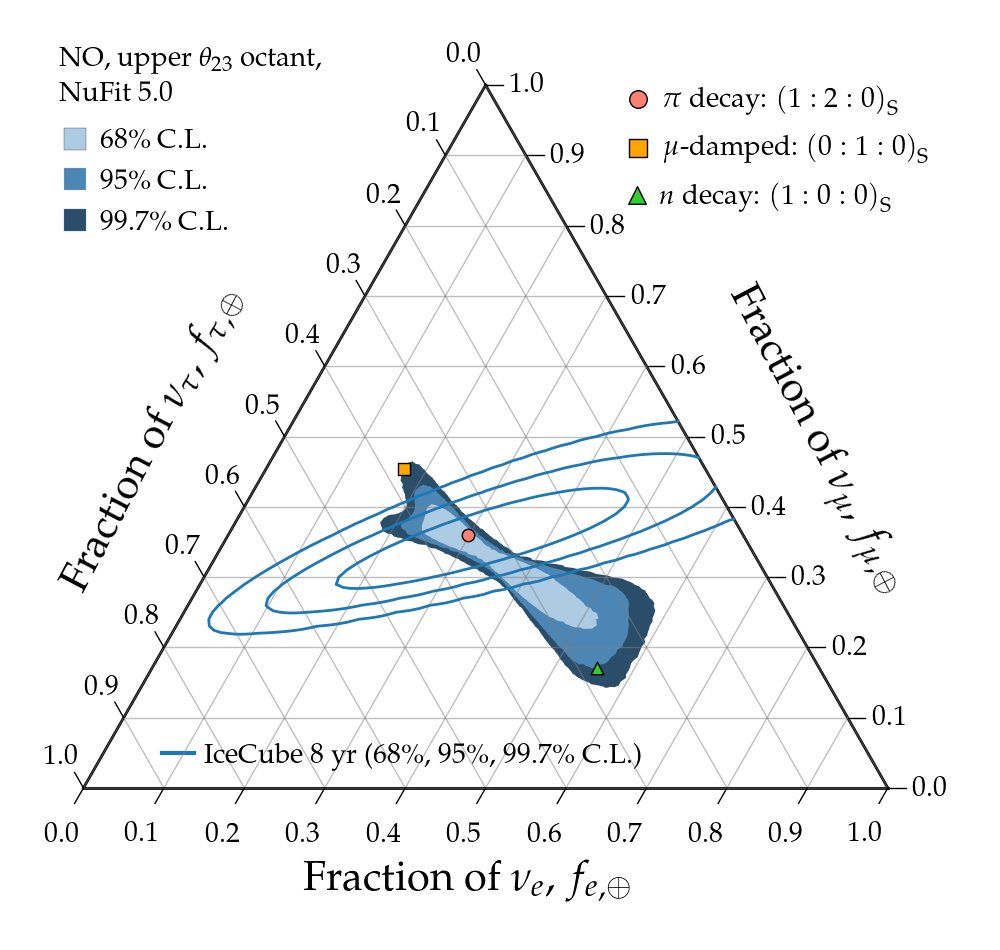 NO, upper θ₂₃ octant,
NuFit 5.0
68% C.L.
95% C.L.
99.7% C.L.
π decay: (1 : 2 : 0)S
μ-damped: (0 : 1 : 0)S
n decay: (1 : 0 : 0)S
Fraction of ντ, fτ,⊕
0.0
0.1
0.2
0.3
0.4
0.5
0.6
0.7
0.8
0.9
1.0
Fraction of νμ, fμ,⊕
1.0
0.9
0.8
0.7
0.6
0.5
0.4
0.3
0.2
0.1
0.0
IceCube 8 yr (68%, 95%, 99.7% C.L.)
0.0 0.1 0.2 0.3 0.4 0.5 0.6 0.7 0.8 0.9 1.0
Fraction of νe, fe,⊕